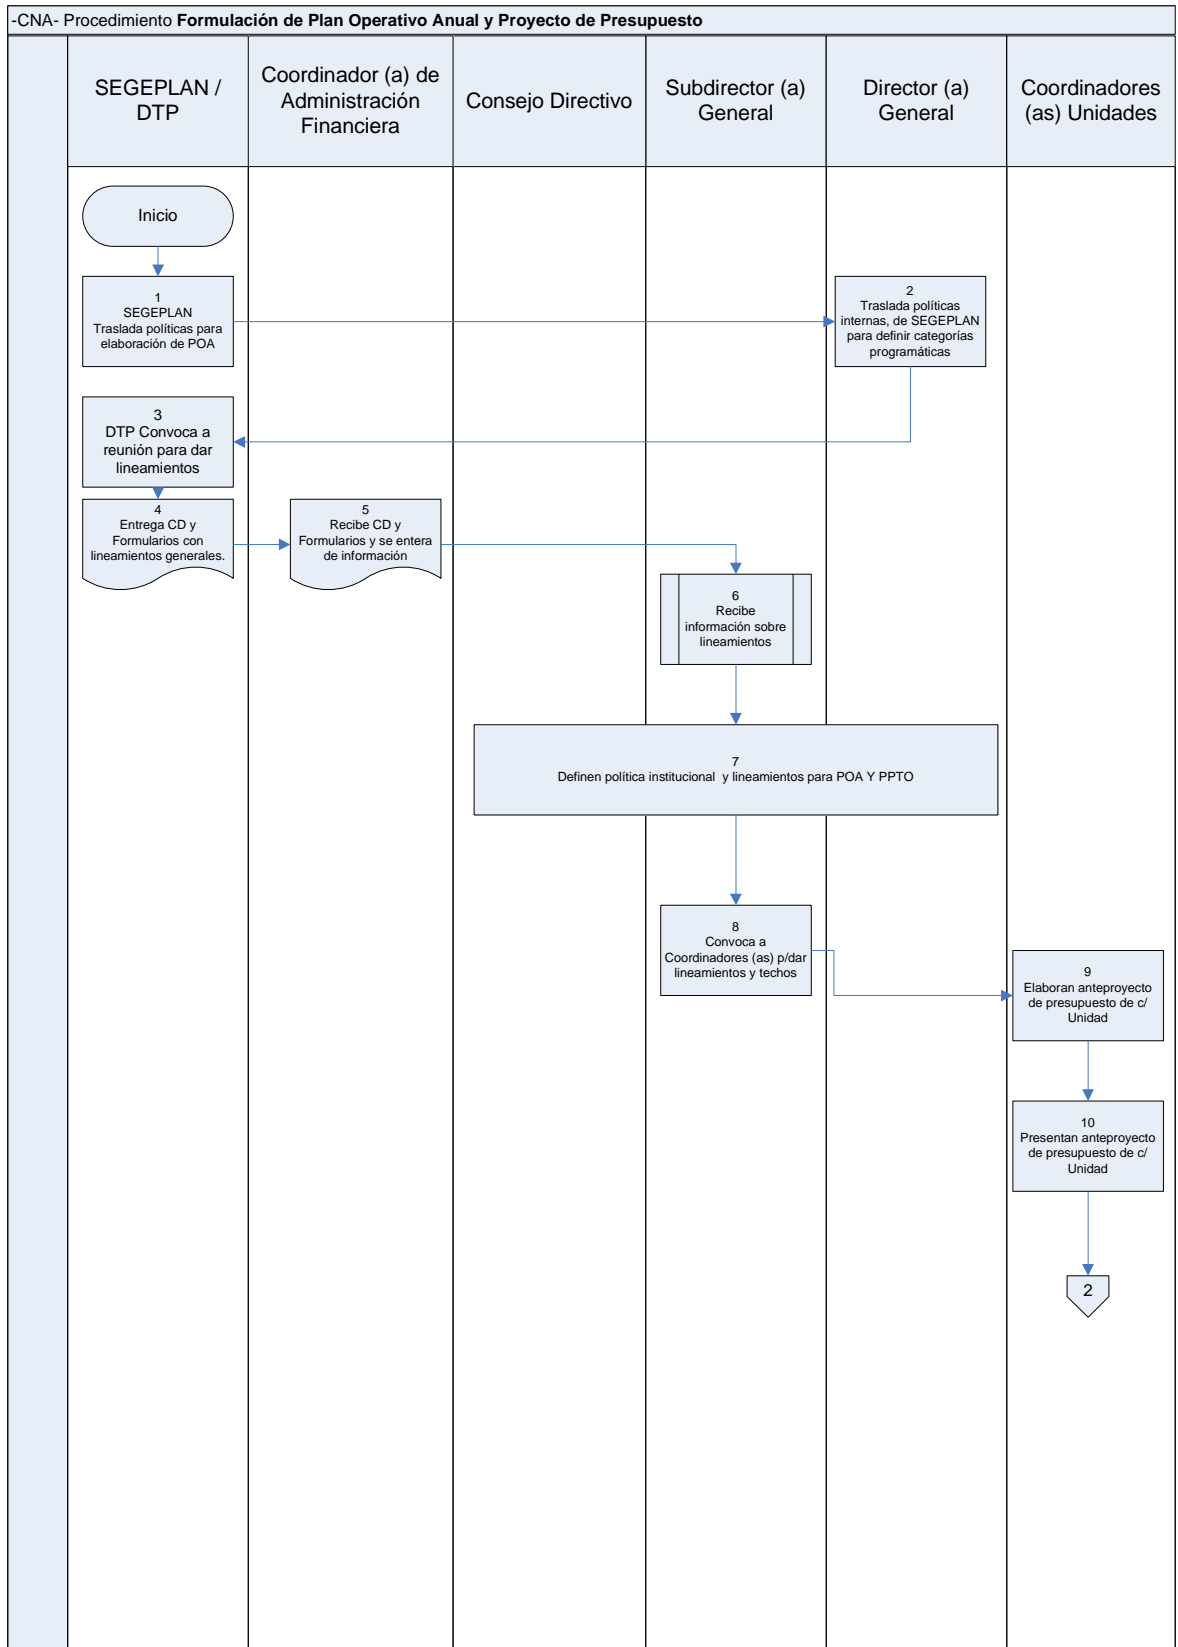 -CNA- Procedimiento Formulación de Plan Operativo Anual y Proyecto de Presupuesto
SEGEPLAN /
DTP
Coordinador (a) de
Administración
Financiera
Consejo Directivo
Subdirector (a)
General
Director (a)
General
Coordinadores
(as) Unidades
Inicio
1
SEGEPLAN
Traslada políticas para
elaboración de POA
2
Traslada políticas
internas, de SEGEPLAN
para definir categorías
programáticas
3
DTP Convoca a
reunión para dar
lineamientos
4
Entrega CD y
Formularios con
lineamientos generales.
5
Recibe CD y
Formularios y se entera
de información
6
Recibe
información sobre
lineamientos
7
Definen política institucional y lineamientos para POA Y PPTO
8
Convoca a
Coordinadores (as) p/dar
lineamientos y techos
9
Elaboran anteproyecto
de presupuesto de c/
Unidad
10
Presentan anteproyecto
de presupuesto de c/
Unidad
2